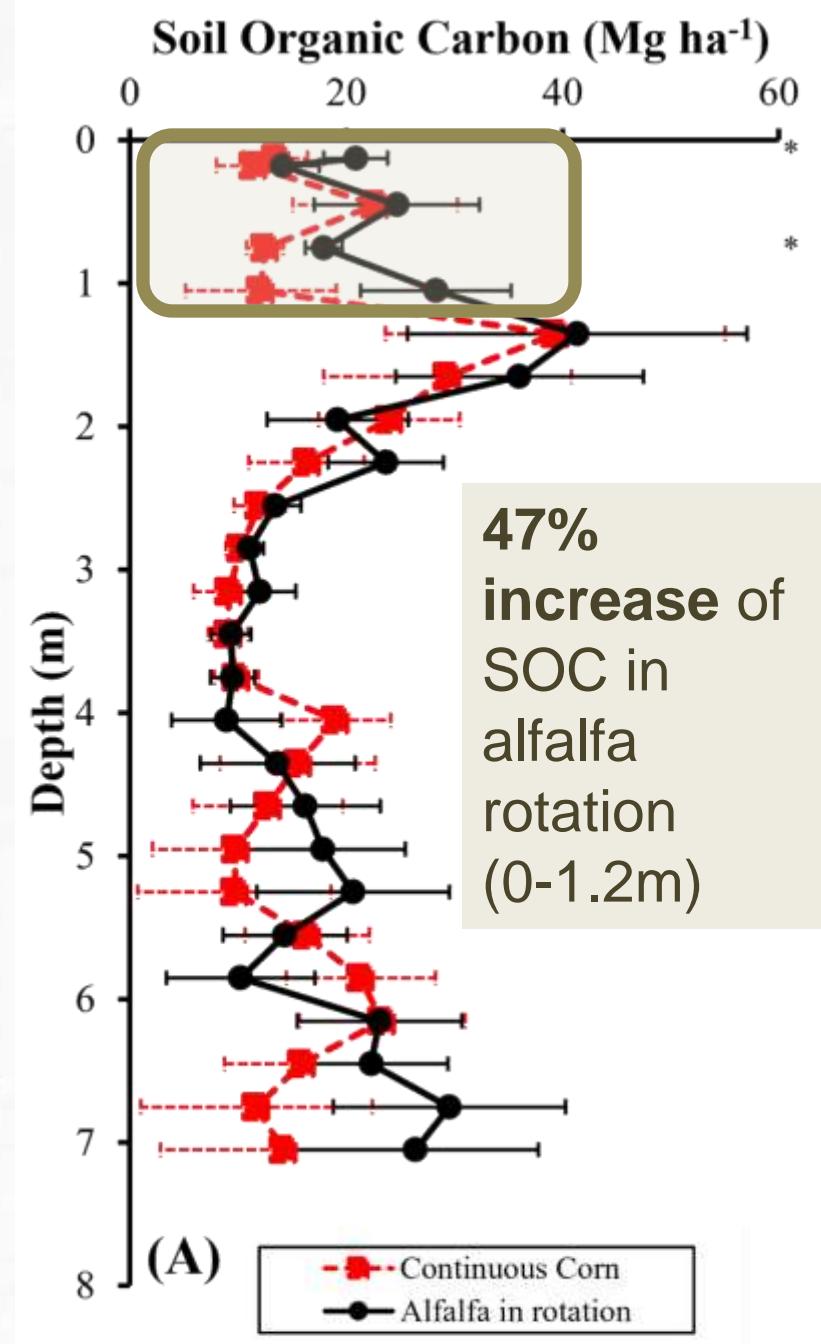 Soil Organic Carbon (Mg ha⁻¹)
0 20 40 60
0
*
*
1
2
3
4
5
6
7
8
Depth (m)
47%
increase of
SOC in
alfalfa
rotation
(0-1.2m)
(A)
Continuous Corn
Alfalfa in rotation